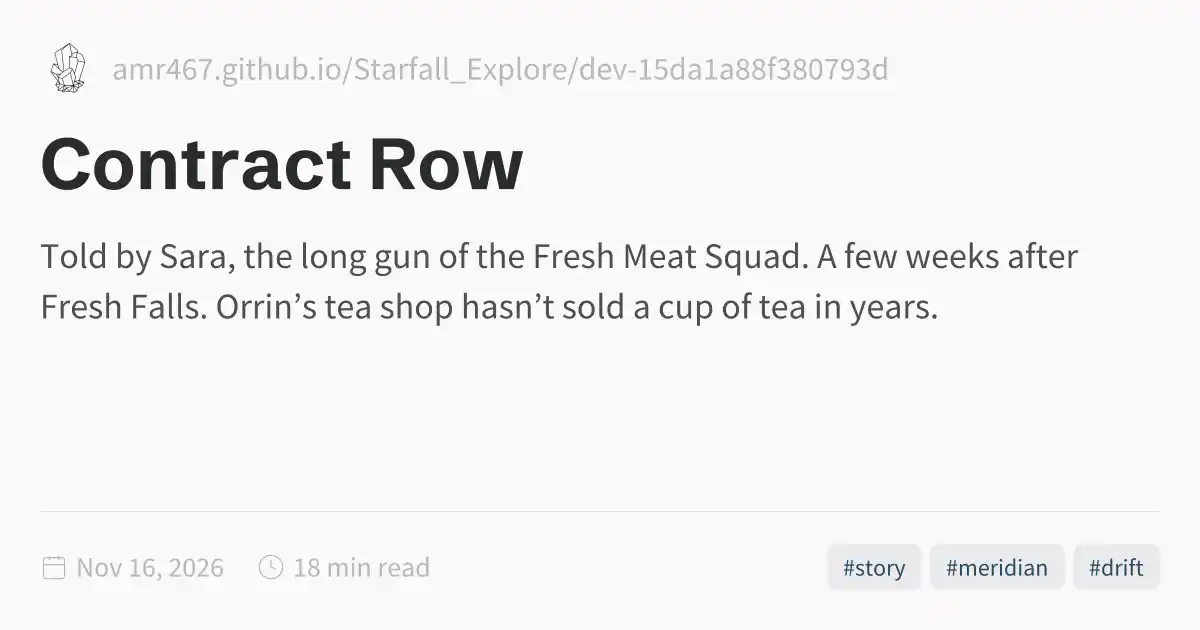 amr467.github.io/Starfall_Explore/dev-15da1a88f380793d
Contract Row
Told by Sara, the long gun of the Fresh Meat Squad. A few weeks after
Fresh Falls. Orrin’s tea shop hasn’t sold a cup of tea in years.
Nov 16, 2026 18 min read #story #meridian #drift